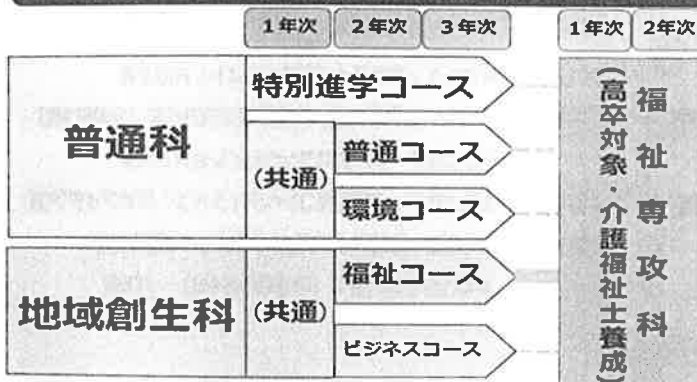 1年次 2年次 3年次 1年次 2年次
普通科
特別進学コース
(共通)
普通コース
環境コース
地域創生科
(共通)
福祉コース
ビジネスコース
福祉専攻科
(高卒対象・介護福祉士養成)